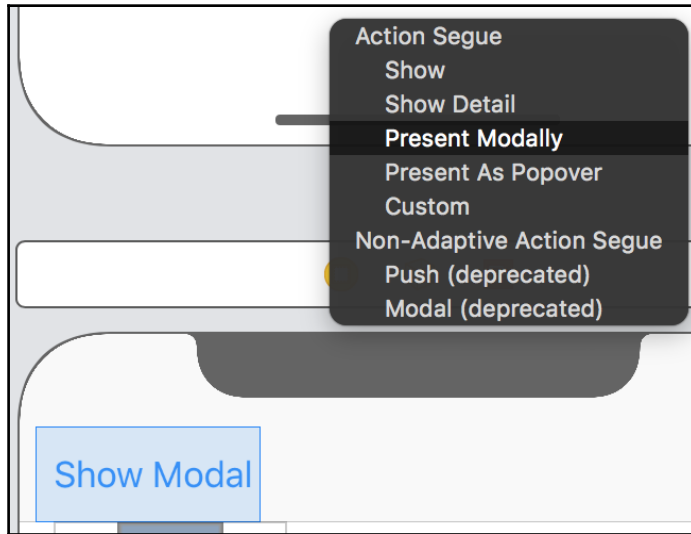 Action Segue
Show
Show Detail
Present Modally
Present As Popover
Custom
Non-Adaptive Action Segue
Push (deprecated)
Modal (deprecated)
Show Modal